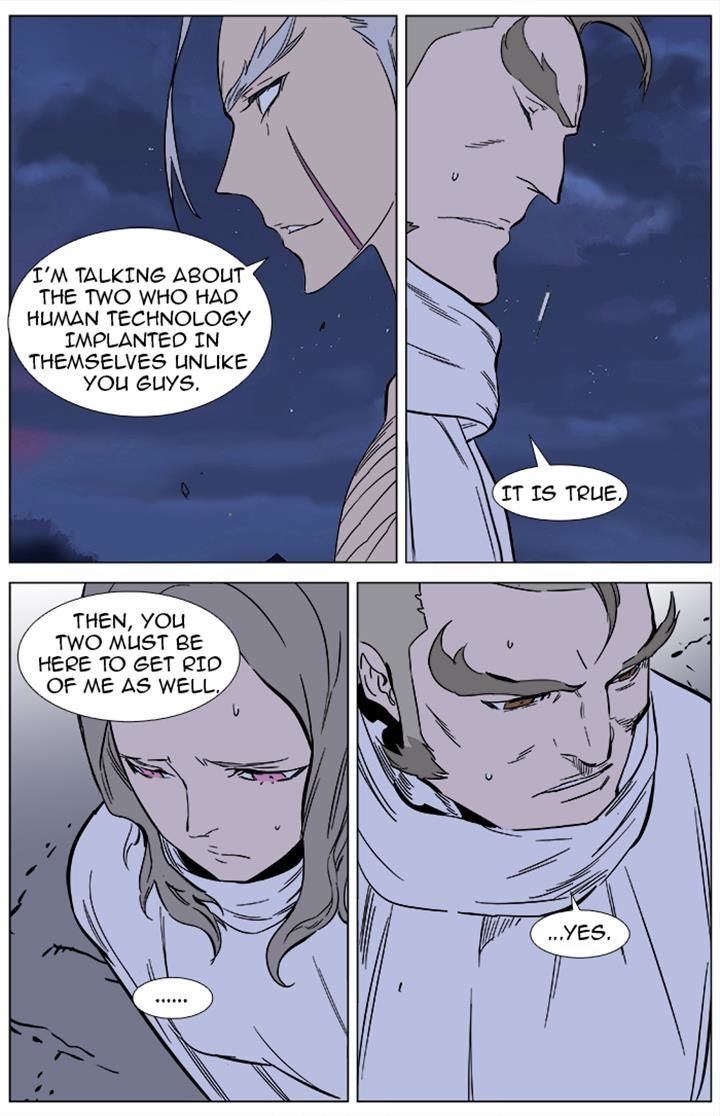 I'M TALKING ABOUT
THE TWO WHO HAD
HUMAN TECHNOLOGY
IMPLANTED IN
THEMSELVES UNLIKE
YOU GUYS.
IT IS TRUE.
THEN, YOU
TWO MUST BE
HERE TO GET RID
OF ME AS WELL.
......
...YES.